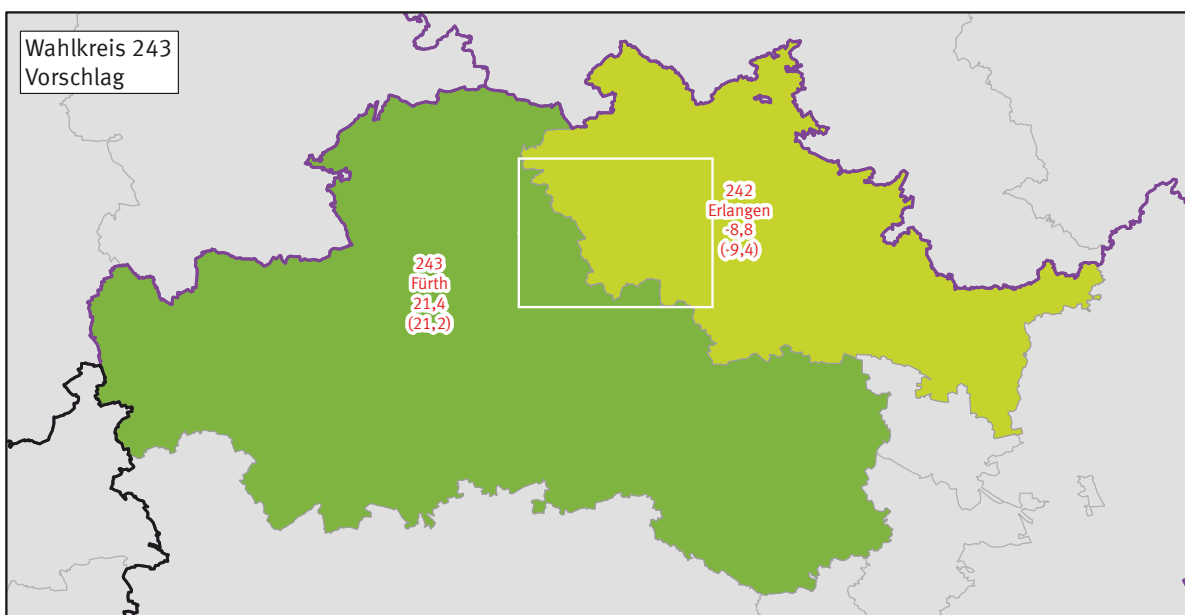 Wahlkreis 243
Vorschlag
242
Erlangen
-8,8
(-9,4)
243
Fürth
21,4
(21,2)